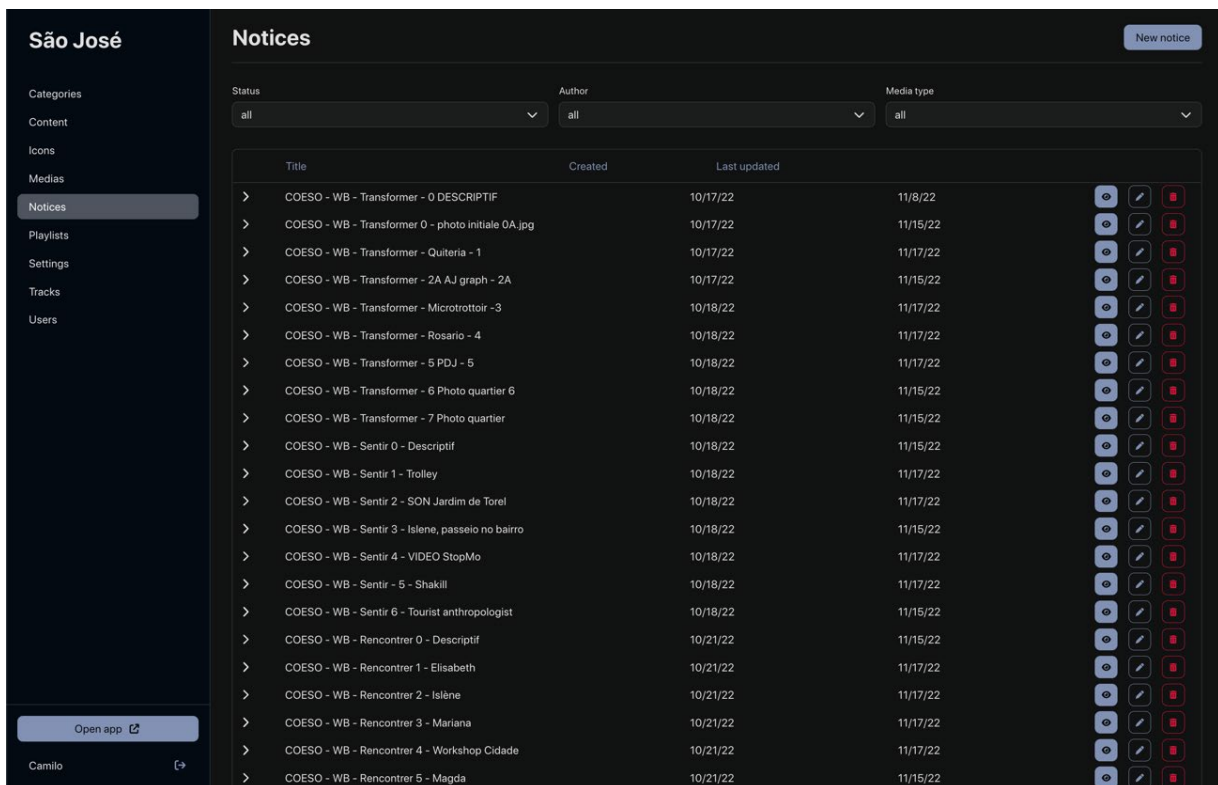 São José
Categories
Content
Icons
Medias
Notices
Playlists
Settings
Tracks
Users
Open app
Camilo
Notices
New notice
Status
Author
Media type
all
all
all
Title Created Last updated
COESO - WB - Transformer - 0 DESCRIPTIF 10/17/22 11/8/22
COESO - WB - Transformer 0 - photo initiale 0A.jpg 10/17/22 11/15/22
COESO - WB - Transformer - Quiteria - 1 10/17/22 11/17/22
COESO - WB - Transformer - 2A AJ graph - 2A 10/17/22 11/15/22
COESO - WB - Transformer - Microtrottoir -3 10/18/22 11/17/22
COESO - WB - Transformer - Rosario - 4 10/18/22 11/17/22
COESO - WB - Transformer - 5 PDJ - 5 10/18/22 11/17/22
COESO - WB - Transformer - 6 Photo quartier 6 10/18/22 11/15/22
COESO - WB - Transformer - 7 Photo quartier 10/18/22 11/15/22
COESO - WB - Sentir 0 - Descriptif 10/18/22 11/15/22
COESO - WB - Sentir 1 - Trolley 10/18/22 11/17/22
COESO - WB - Sentir 2 - SON Jardim de Torel 10/18/22 11/17/22
COESO - WB - Sentir 3 - Islene, passeio no bairro 10/18/22 11/15/22
COESO - WB - Sentir 4 - VIDEO StopMo 10/18/22 11/17/22
COESO - WB - Sentir - 5 - Shakill 10/18/22 11/17/22
COESO - WB - Sentir 6 - Tourist anthropologist 10/18/22 11/15/22
COESO - WB - Rencontrer 0 - Descriptif 10/21/22 11/15/22
COESO - WB - Rencontrer 1 - Elisabeth 10/21/22 11/17/22
COESO - WB - Rencontrer 2 - Islène 10/21/22 11/17/22
COESO - WB - Rencontrer 3 - Mariana 10/21/22 11/17/22
COESO - WB - Rencontrer 4 - Workshop Cidade 10/21/22 11/17/22
COESO - WB - Rencontrer 5 - Magda 10/21/22 11/15/22